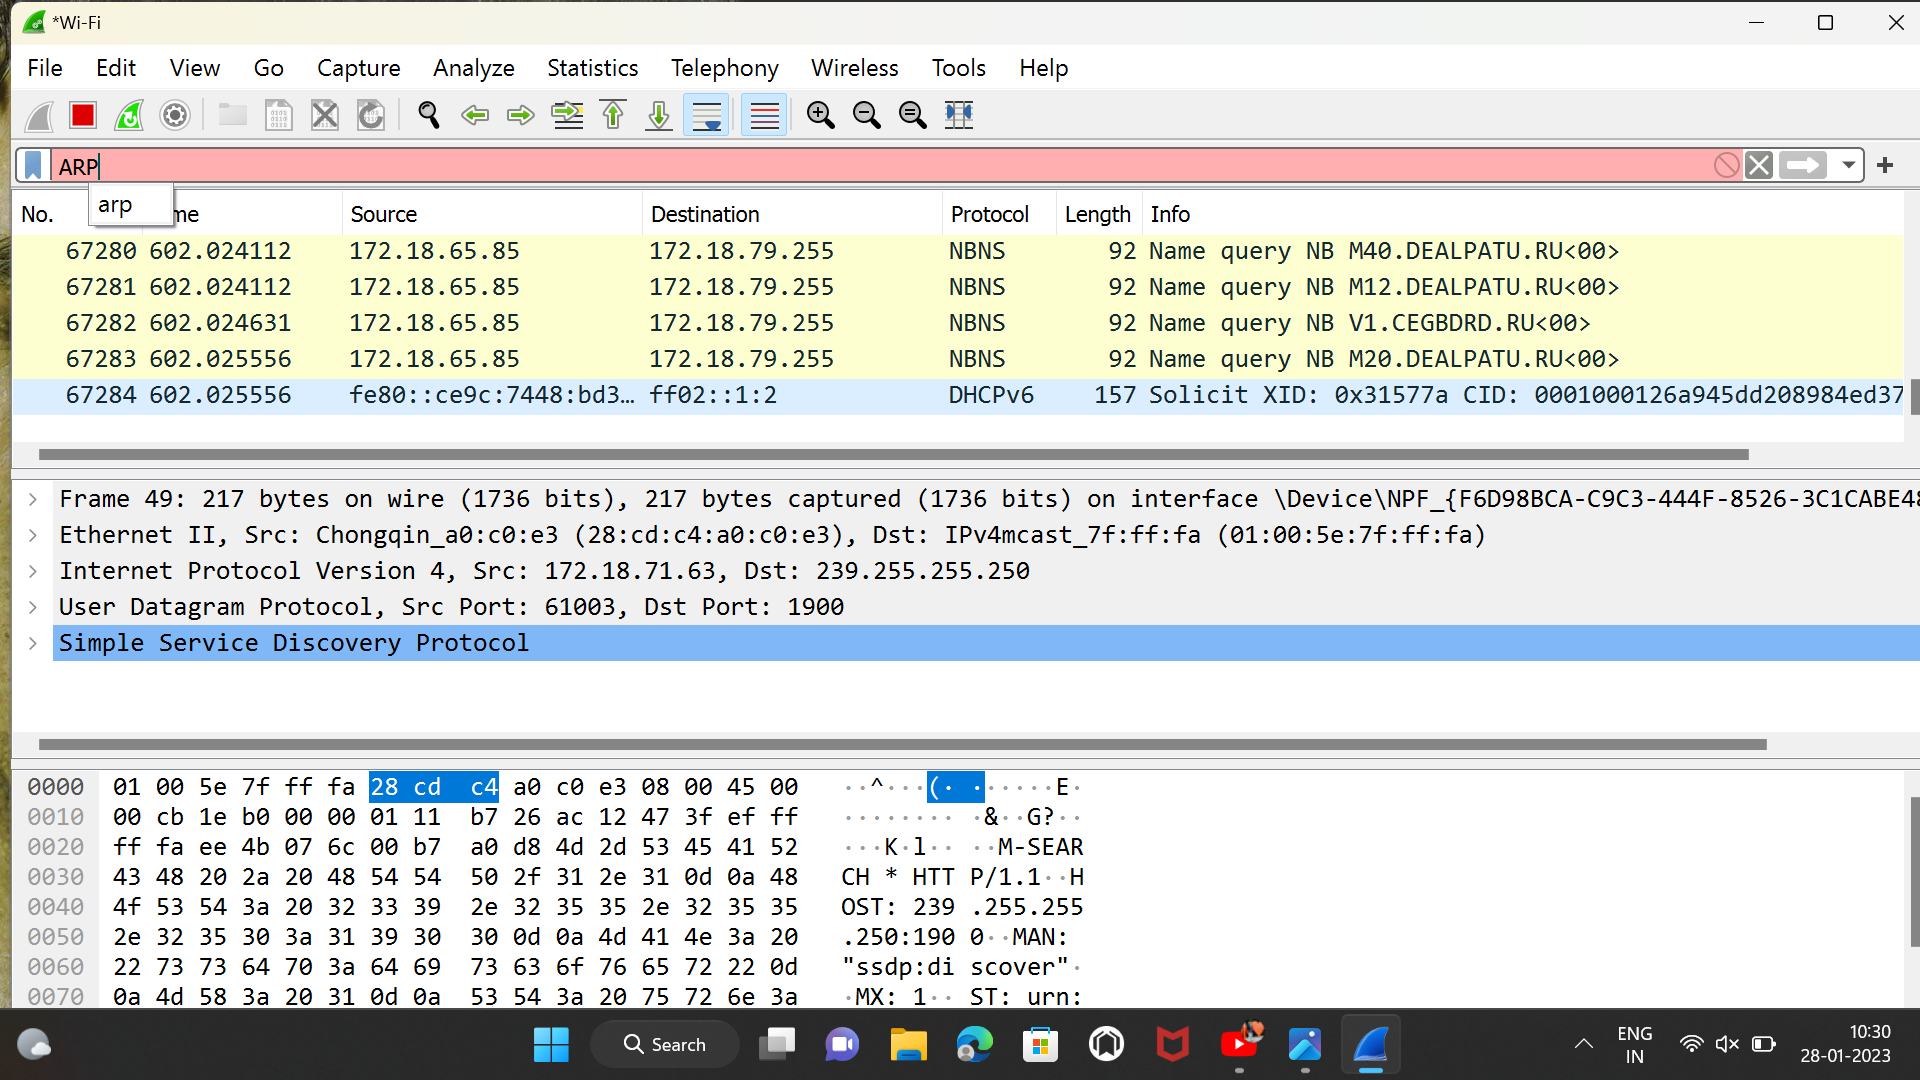 *Wi-Fi
File Edit View Go Capture Analyze Statistics Telephony Wireless Tools Help
ARP
arp
No. me Source Destination Protocol Length Info
67280 602.024112 172.18.65.85 172.18.79.255 NBNS 92 Name query NB M40.DEALPATU.RU<00>
67281 602.024112 172.18.65.85 172.18.79.255 NBNS 92 Name query NB M12.DEALPATU.RU<00>
67282 602.024631 172.18.65.85 172.18.79.255 NBNS 92 Name query NB V1.CEGBDRD.RU<00>
67283 602.025556 172.18.65.85 172.18.79.255 NBNS 92 Name query NB M20.DEALPATU.RU<00>
67284 602.025556 fe80::ce9c:7448:bd3… ff02::1:2 DHCPv6 157 Solicit XID: 0x31577a CID: 0001000126a945dd208984ed37
Frame 49: 217 bytes on wire (1736 bits), 217 bytes captured (1736 bits) on interface \Device\NPF_{F6D98BCA-C9C3-444F-8526-3C1CABE48
Ethernet II, Src: Chongqin_a0:c0:e3 (28:cd:c4:a0:c0:e3), Dst: IPv4mcast_7f:ff:fa (01:00:5e:7f:ff:fa)
Internet Protocol Version 4, Src: 172.18.71.63, Dst: 239.255.255.250
User Datagram Protocol, Src Port: 61003, Dst Port: 1900
Simple Service Discovery Protocol
0000 01 00 5e 7f ff fa 28 cd c4 a0 c0 e3 08 00 45 00 ··^···(· ·····E·
0010 00 cb 1e b0 00 00 01 11 b7 26 ac 12 47 3f ef ff ········ ·&··G?··
0020 ff fa ee 4b 07 6c 00 b7 a0 d8 4d 2d 53 45 41 52 ···K·l·· ··M-SEAR
0030 43 48 20 2a 20 48 54 54 50 2f 31 2e 31 0d 0a 48 CH * HTT P/1.1··H
0040 4f 53 54 3a 20 32 33 39 2e 32 35 35 2e 32 35 35 OST: 239 .255.255
0050 2e 32 35 30 3a 31 39 30 30 0d 0a 4d 41 4e 3a 20 .250:190 0··MAN:
0060 22 73 73 64 70 3a 64 69 73 63 6f 76 65 72 22 0d "ssdp:di scover"·
0070 0a 4d 58 3a 20 31 0d 0a 53 54 3a 20 75 72 6e 3a ·MX: 1·· ST: urn:
Search
ENG
IN
10:30
28-01-2023